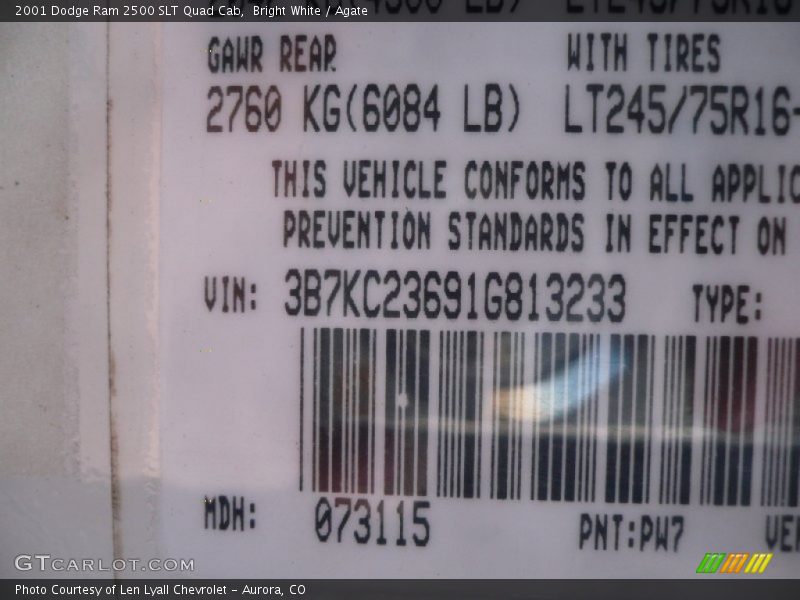 2001 Dodge Ram 2500 SLT Quad Cab, Bright White / Agate
GAWR REAR WITH TIRES
2760 KG(6084 LB) LT245/75R16-
THIS VEHICLE CONFORMS TO ALL APPLIC
PREVENTION STANDARDS IN EFFECT ON
VIN: 3B7KC23691G813233 TYPE:
MDH: 073115 PNT:PW7 VEH
GTCARLOT.COM
Photo Courtesy of Len Lyall Chevrolet - Aurora, CO